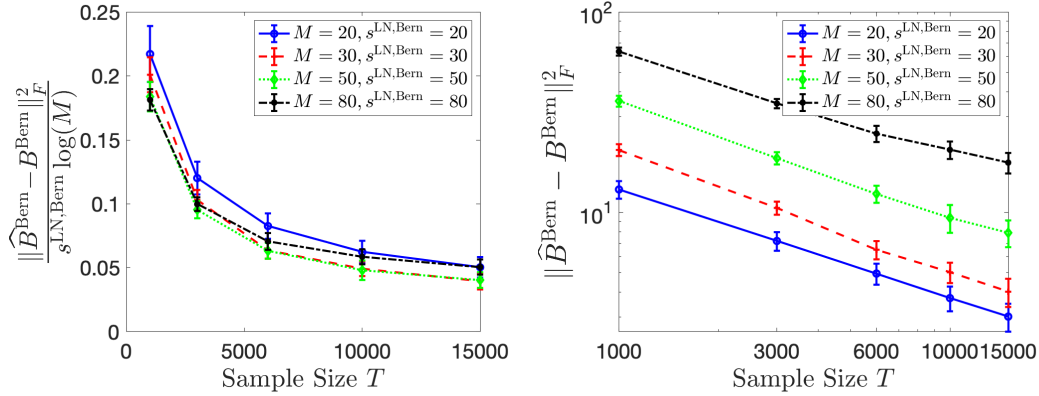 0.25
0.2
0.15
0.1
0.05
0
0 5000 10000 15000
Sample Size T
||B̂^Bern − B^Bern||²_F
s^LN,Bern log(M)
M = 20, s^LN,Bern = 20
M = 30, s^LN,Bern = 30
M = 50, s^LN,Bern = 50
M = 80, s^LN,Bern = 80
10²
10¹
1000 3000 6000 10000 15000
Sample Size T
||B̂^Bern − B^Bern||²_F
M = 20, s^LN,Bern = 20
M = 30, s^LN,Bern = 30
M = 50, s^LN,Bern = 50
M = 80, s^LN,Bern = 80